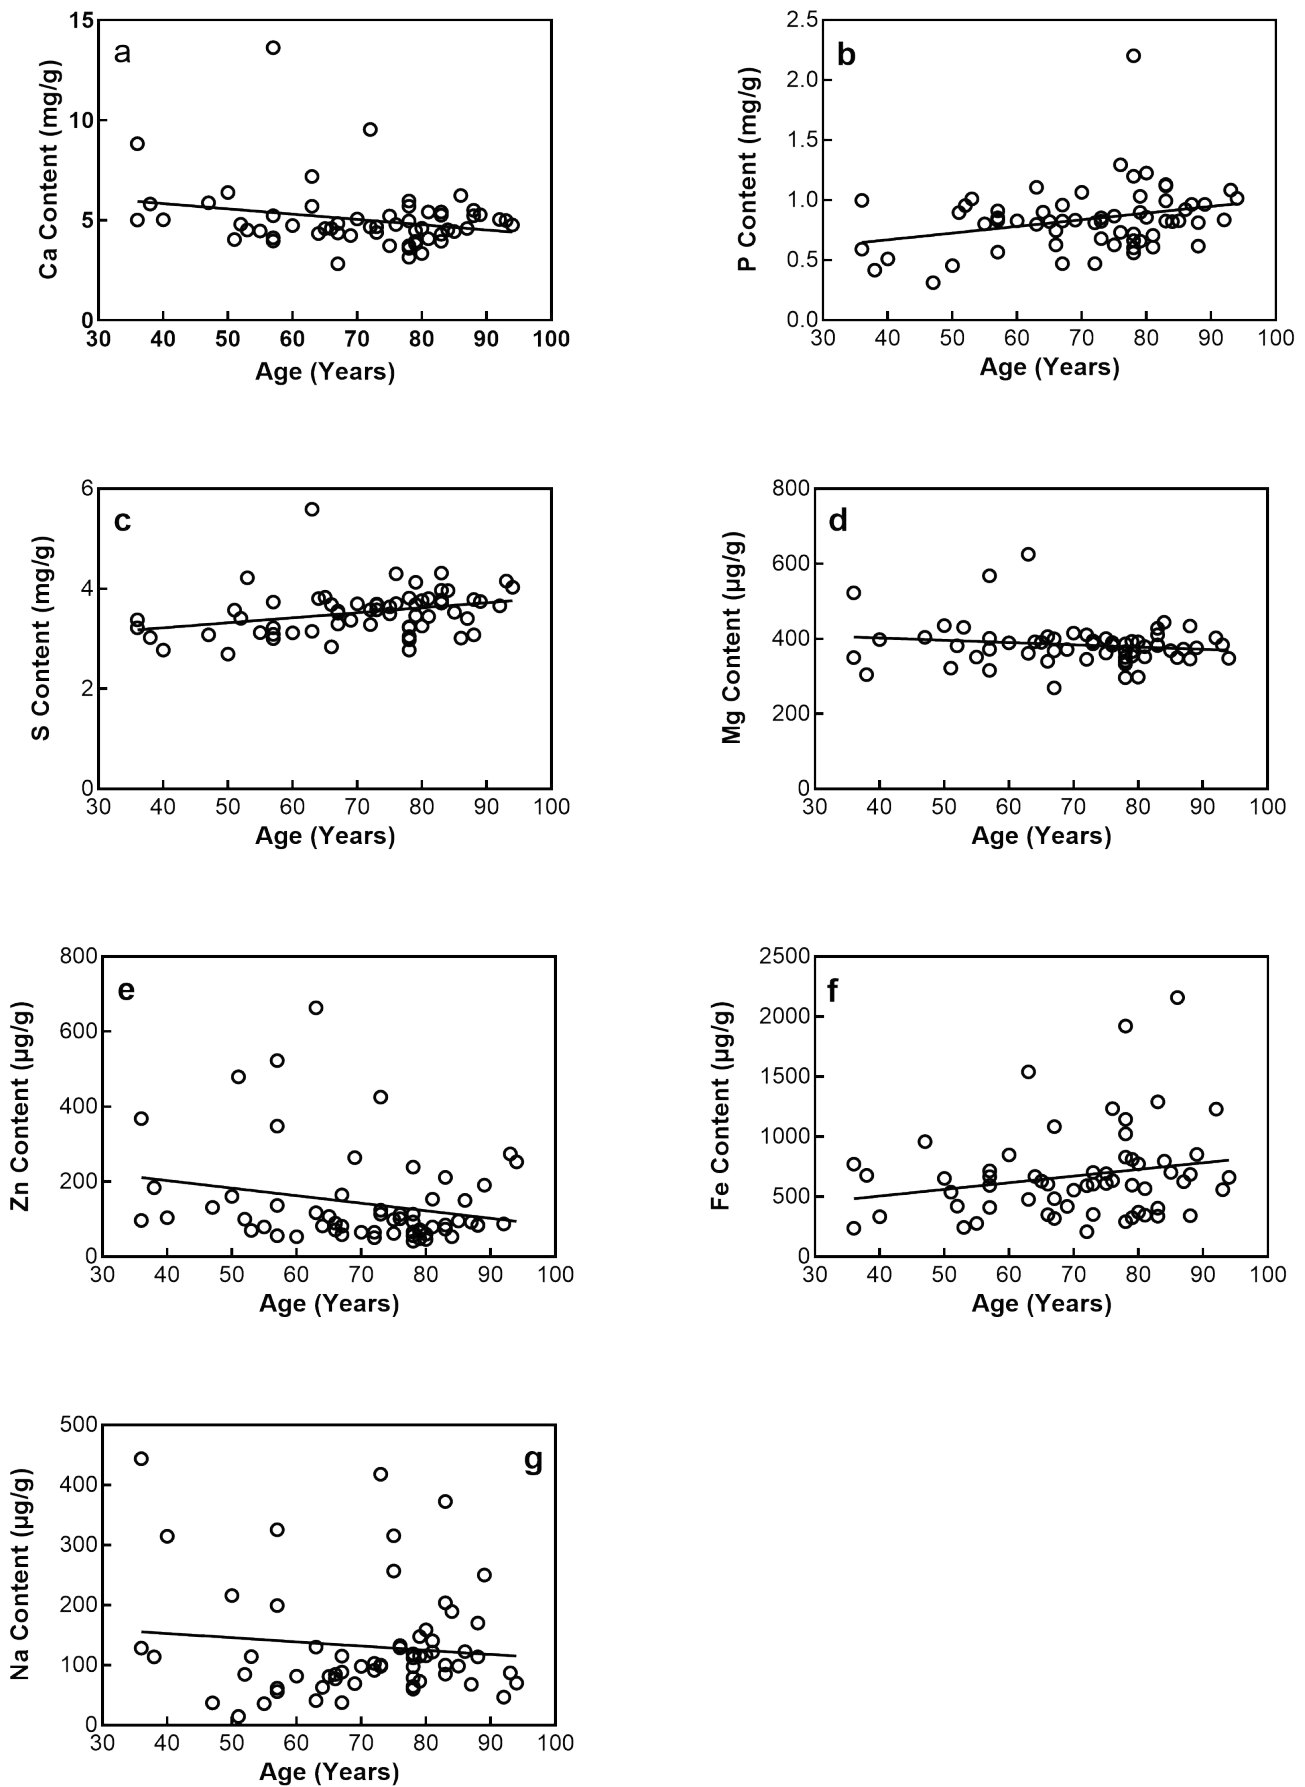 a
Ca Content (mg/g)
15
10
5
0
30 40 50 60 70 80 90 100
Age (Years)
b
P Content (mg/g)
2.5
2.0
1.5
1.0
0.5
0.0
30 40 50 60 70 80 90 100
Age (Years)
c
S Content (mg/g)
6
4
2
0
30 40 50 60 70 80 90 100
Age (Years)
d
Mg Content (µg/g)
800
600
400
200
0
30 40 50 60 70 80 90 100
Age (Years)
e
Zn Content (µg/g)
800
600
400
200
0
30 40 50 60 70 80 90 100
Age (Years)
f
Fe Content (µg/g)
2500
2000
1500
1000
500
0
30 40 50 60 70 80 90 100
Age (Years)
g
Na Content (µg/g)
500
400
300
200
100
0
30 40 50 60 70 80 90 100
Age (Years)